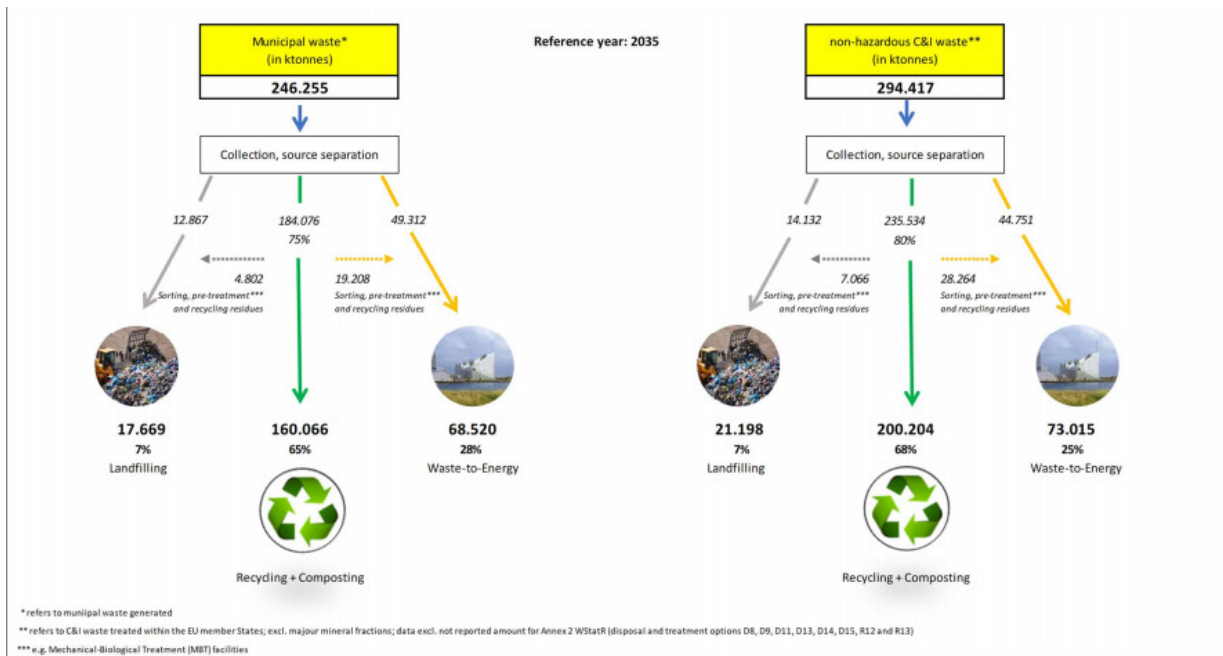 Municipal waste*
(in ktonnes)
246.255
Reference year: 2035
non-hazardous C&I waste**
(in ktonnes)
294.417
Collection, source separation
12.867
184.076
75%
49.312
4.802
Sorting, pre-treatment***
and recycling residues
19.208
Sorting, pre-treatment***
and recycling residues
17.669
7%
Landfilling
160.066
65%
68.520
28%
Waste-to-Energy
Recycling + Composting
Collection, source separation
14.132
235.534
80%
44.751
7.066
Sorting, pre-treatment***
and recycling residues
28.264
Sorting, pre-treatment***
and recycling residues
21.198
7%
Landfilling
200.204
68%
73.015
25%
Waste-to-Energy
Recycling + Composting
* refers to muniipal waste generated
** refers to C&I waste treated within the EU member States; excl. majour mineral fractions; data excl. not reported amount for Annex 2 WStatR (disposal and treatment options D8, D9, D11, D13, D14, D15, R12 and R13)
*** e.g. Mechanical-Biological Treatment (MBT) facilities